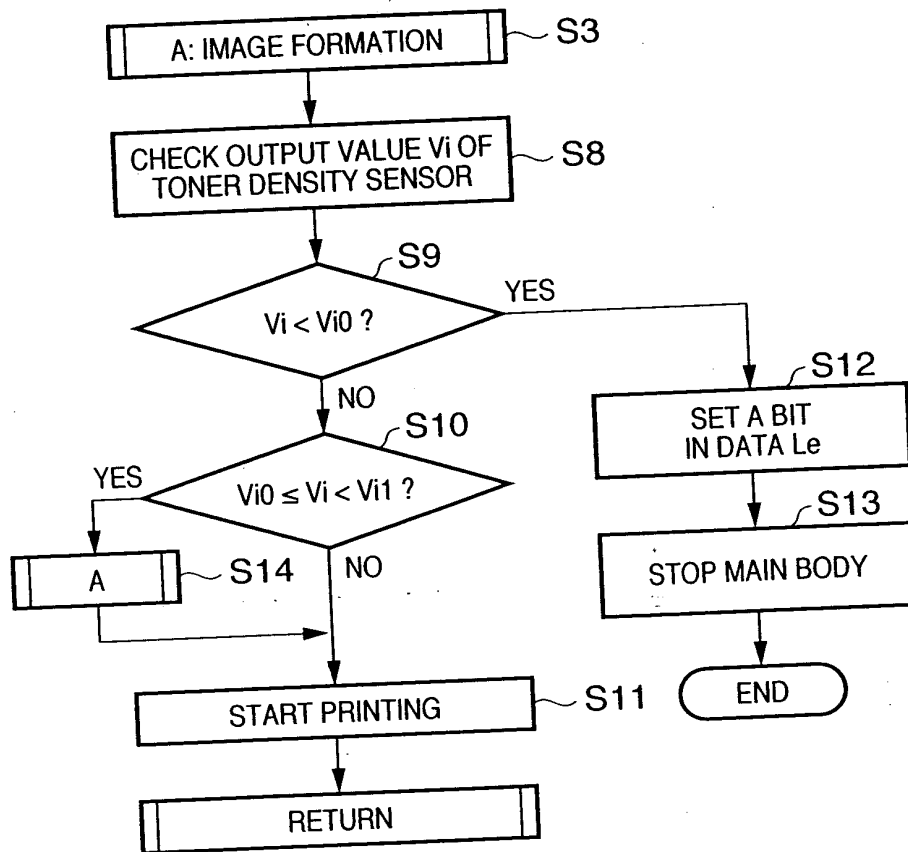 A: IMAGE FORMATION
S3
CHECK OUTPUT VALUE Vi OF
TONER DENSITY SENSOR
S8
S9
Vi < Vi0 ?
YES
NO
S12
SET A BIT
IN DATA Le
S10
Vi0 ≤ Vi < Vi1 ?
YES
NO
S13
STOP MAIN BODY
A
S14
END
START PRINTING
S11
RETURN